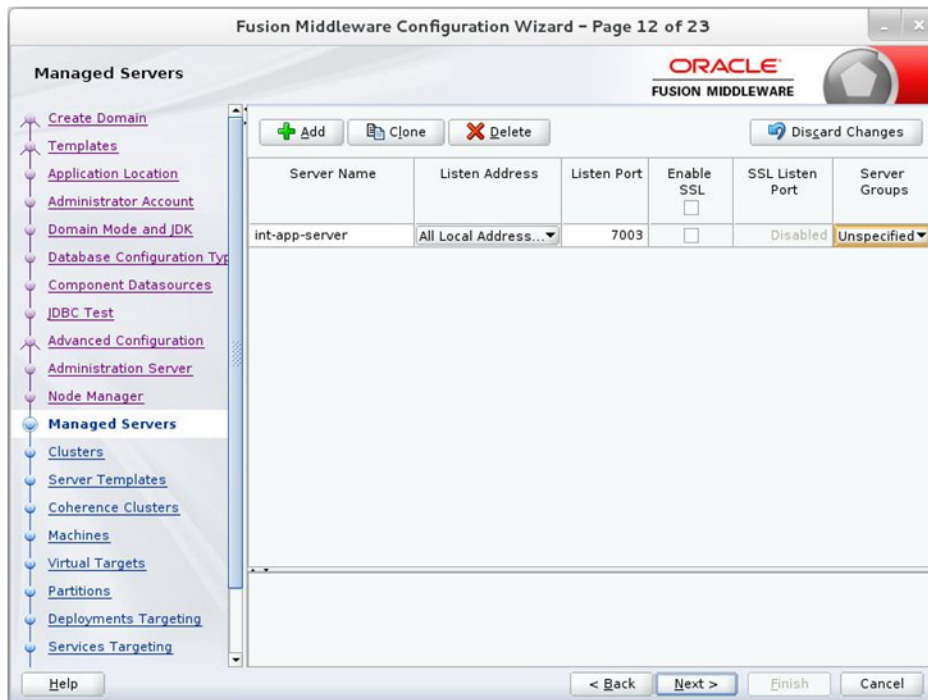 Fusion Middleware Configuration Wizard – Page 12 of 23
Managed Servers
ORACLE
FUSION MIDDLEWARE
Create Domain
Templates
Application Location
Administrator Account
Domain Mode and JDK
Database Configuration Typ
Component Datasources
JDBC Test
Advanced Configuration
Administration Server
Node Manager
Managed Servers
Clusters
Server Templates
Coherence Clusters
Machines
Virtual Targets
Partitions
Deployments Targeting
Services Targeting
Add Clone Delete Discard Changes
Server Name Listen Address Listen Port Enable SSL SSL Listen Port Server Groups
int-app-server All Local Address... 7003 Disabled Unspecified
Help < Back Next > Finish Cancel